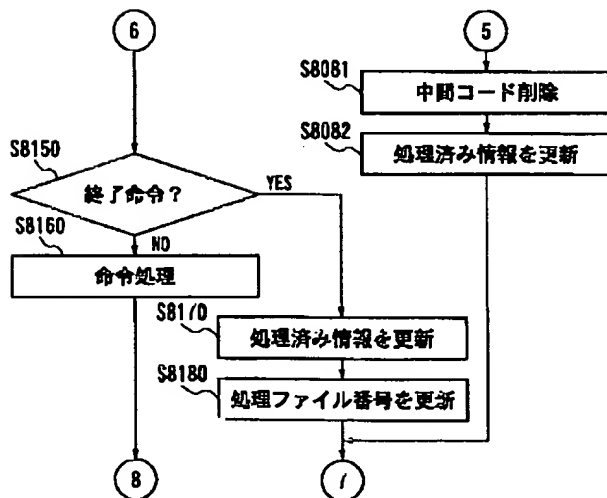 6
5
S8081
中間コード削除
S8082
処理済み情報を更新
S8150
終了命令?
YES
S8160
NO
命令処理
S8170
処理済み情報を更新
S8180
処理ファイル番号を更新
8
7